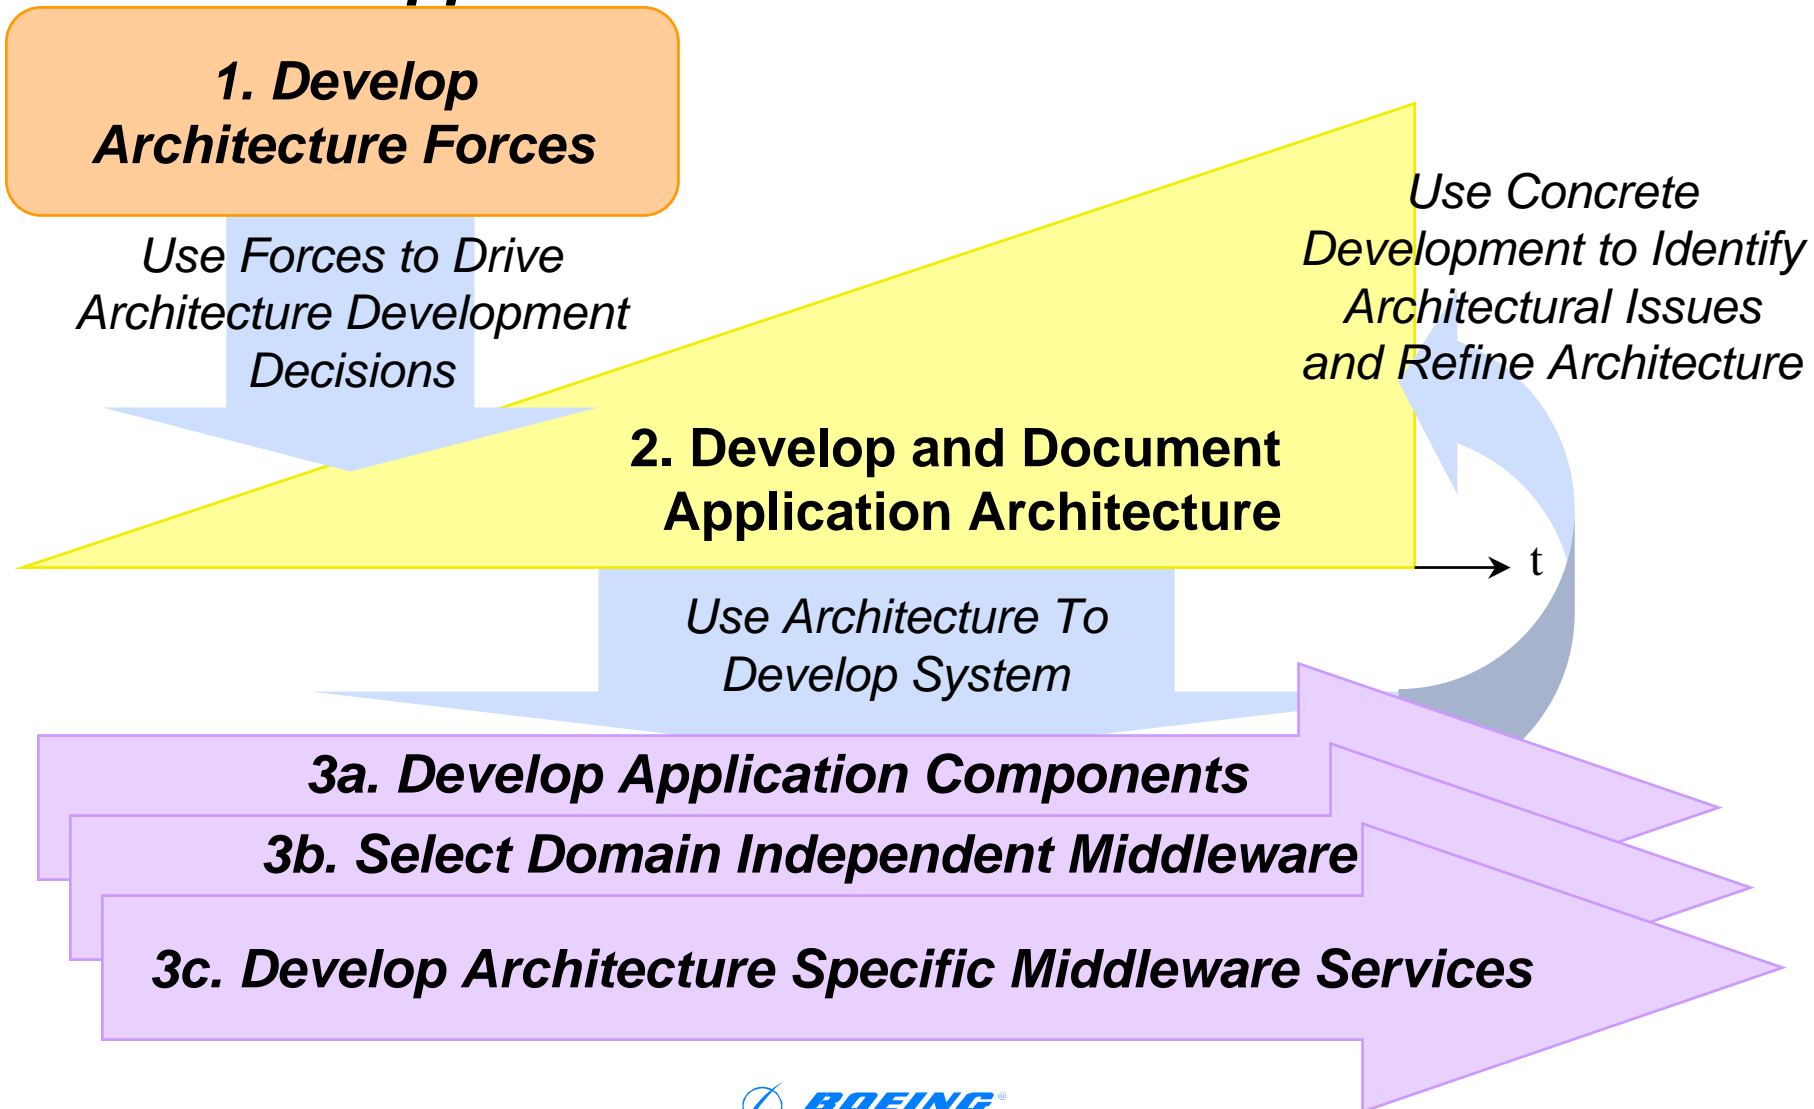 1. Develop
Architecture Forces
Use Forces to Drive
Architecture Development
Decisions
Use Concrete
Development to Identify
Architectural Issues
and Refine Architecture
2. Develop and Document
Application Architecture
t
Use Architecture To
Develop System
3a. Develop Application Components
3b. Select Domain Independent Middleware
3c. Develop Architecture Specific Middleware Services
BOEING®